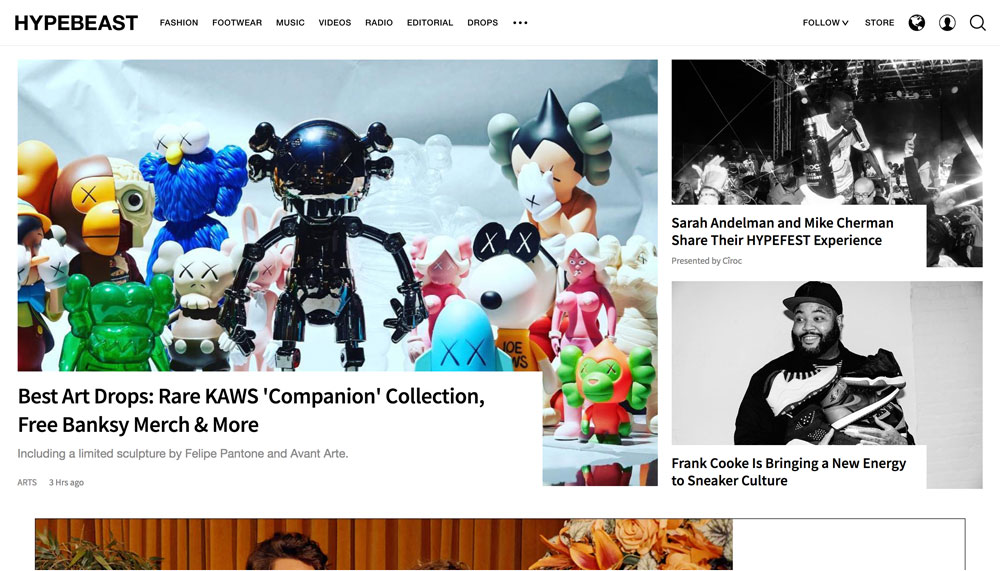 HYPEBEAST
FASHION FOOTWEAR MUSIC VIDEOS RADIO EDITORIAL DROPS •••
FOLLOW STORE
JOE
Best Art Drops: Rare KAWS 'Companion' Collection,
Free Banksy Merch & More
Including a limited sculpture by Felipe Pantone and Avant Arte.
ARTS 3 Hrs ago
Sarah Andelman and Mike Cherman
Share Their HYPEFEST Experience
Presented by Cîroc
Frank Cooke Is Bringing a New Energy
to Sneaker Culture